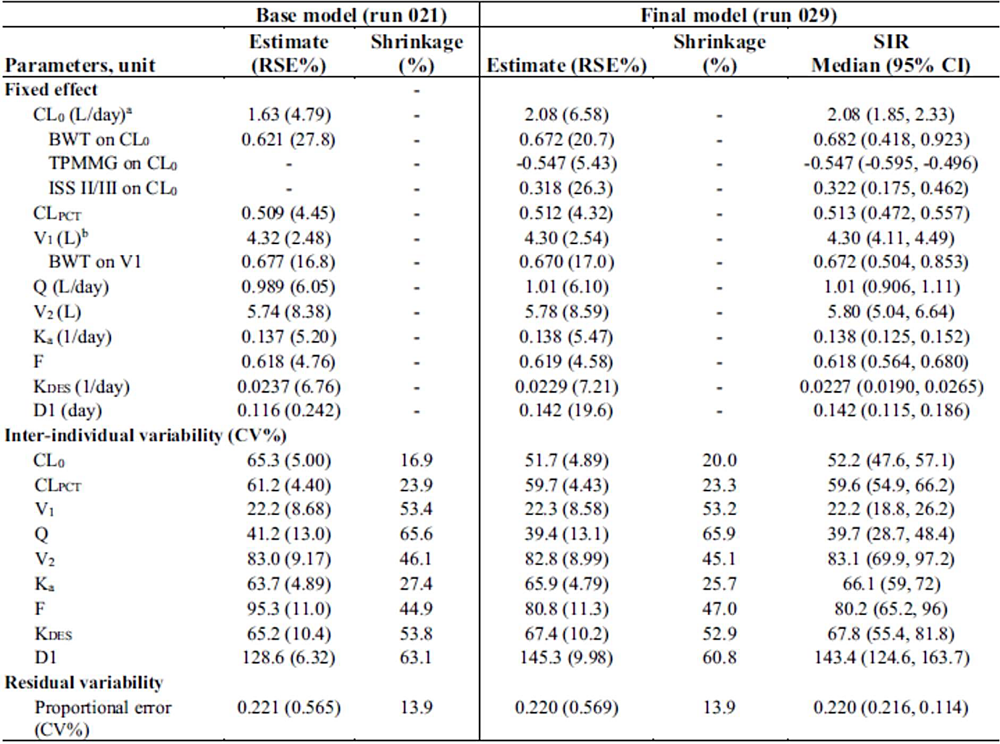 Base model (run 021) Final model (run 029)
Estimate Shrinkage Shrinkage SIR
Parameters, unit (RSE%) (%) Estimate (RSE%) (%) Median (95% CI)
Fixed effect -
CL0 (L/day)a 1.63 (4.79) - 2.08 (6.58) - 2.08 (1.85, 2.33)
BWT on CL0 0.621 (27.8) - 0.672 (20.7) - 0.682 (0.418, 0.923)
TPMMG on CL0 - - -0.547 (5.43) - -0.547 (-0.595, -0.496)
ISS II/III on CL0 - - 0.318 (26.3) - 0.322 (0.175, 0.462)
CLPCT 0.509 (4.45) - 0.512 (4.32) - 0.513 (0.472, 0.557)
V1 (L)b 4.32 (2.48) - 4.30 (2.54) - 4.30 (4.11, 4.49)
BWT on V1 0.677 (16.8) - 0.670 (17.0) - 0.672 (0.504, 0.853)
Q (L/day) 0.989 (6.05) - 1.01 (6.10) - 1.01 (0.906, 1.11)
V2 (L) 5.74 (8.38) - 5.78 (8.59) - 5.80 (5.04, 6.64)
Ka (1/day) 0.137 (5.20) - 0.138 (5.47) - 0.138 (0.125, 0.152)
F 0.618 (4.76) - 0.619 (4.58) - 0.618 (0.564, 0.680)
KDES (1/day) 0.0237 (6.76) - 0.0229 (7.21) - 0.0227 (0.0190, 0.0265)
D1 (day) 0.116 (0.242) - 0.142 (19.6) - 0.142 (0.115, 0.186)
Inter-individual variability (CV%)
CL0 65.3 (5.00) 16.9 51.7 (4.89) 20.0 52.2 (47.6, 57.1)
CLPCT 61.2 (4.40) 23.9 59.7 (4.43) 23.3 59.6 (54.9, 66.2)
V1 22.2 (8.68) 53.4 22.3 (8.58) 53.2 22.2 (18.8, 26.2)
Q 41.2 (13.0) 65.6 39.4 (13.1) 65.9 39.7 (28.7, 48.4)
V2 83.0 (9.17) 46.1 82.8 (8.99) 45.1 83.1 (69.9, 97.2)
Ka 63.7 (4.89) 27.4 65.9 (4.79) 25.7 66.1 (59, 72)
F 95.3 (11.0) 44.9 80.8 (11.3) 47.0 80.2 (65.2, 96)
KDES 65.2 (10.4) 53.8 67.4 (10.2) 52.9 67.8 (55.4, 81.8)
D1 128.6 (6.32) 63.1 145.3 (9.98) 60.8 143.4 (124.6, 163.7)
Residual variability
Proportional error 0.221 (0.565) 13.9 0.220 (0.569) 13.9 0.220 (0.216, 0.114)
(CV%)